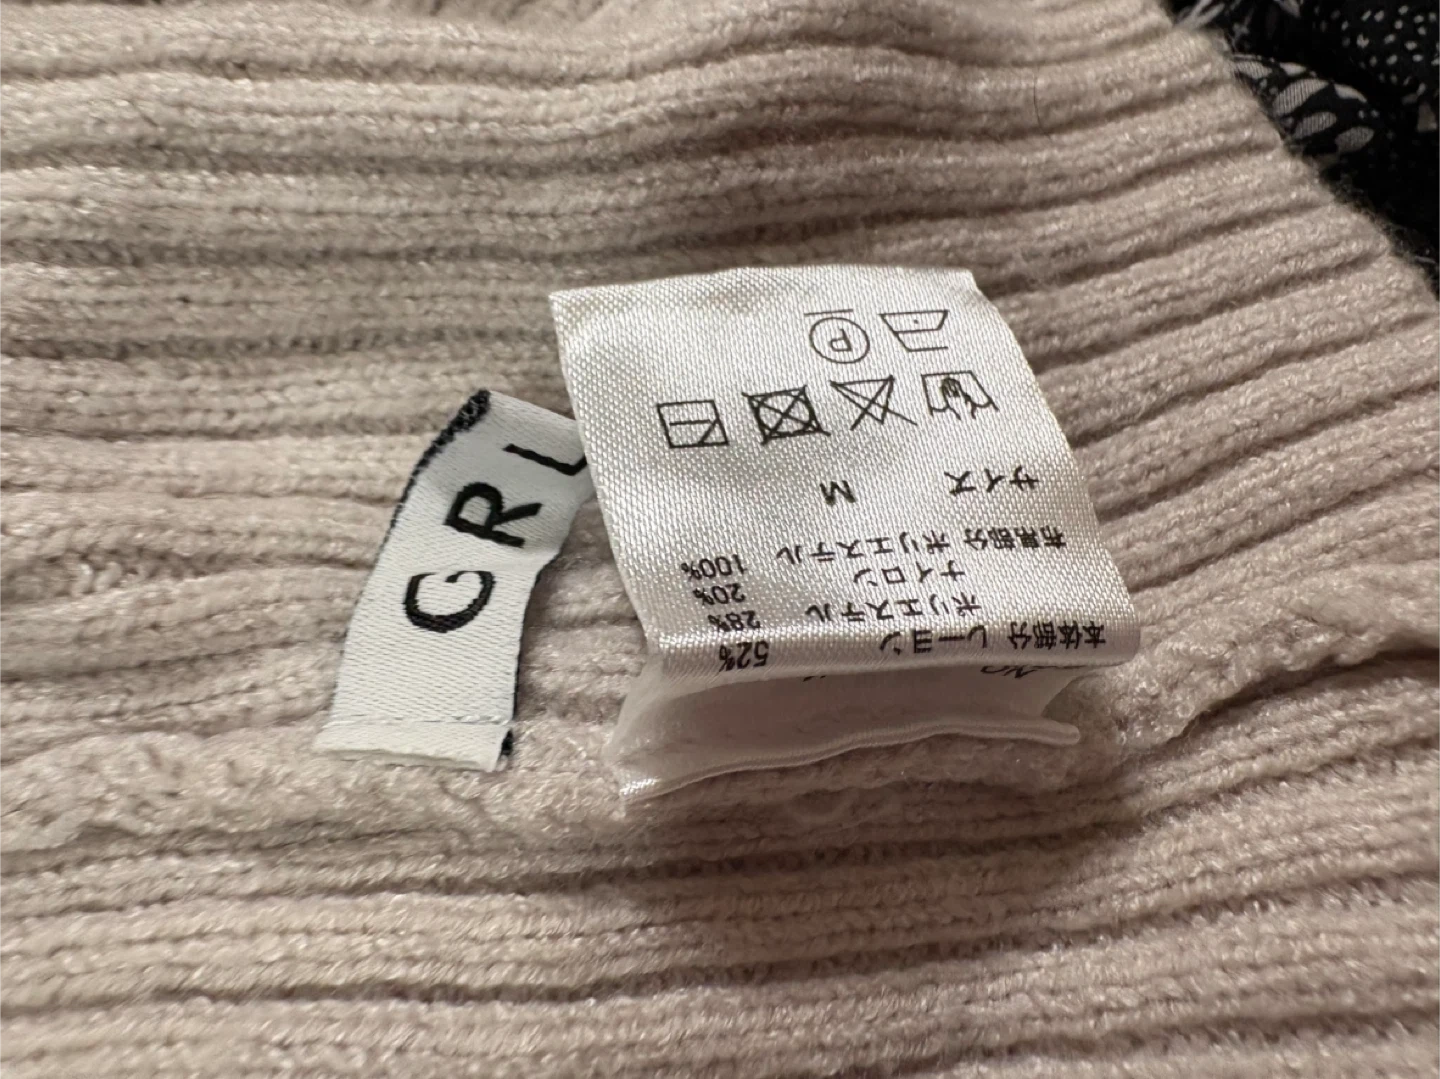 GRL
本体部分 レーヨン 52%
ポリエステル 28%
ナイロン 20%
布帛部分 ポリエステル 100%
サイズ M
P